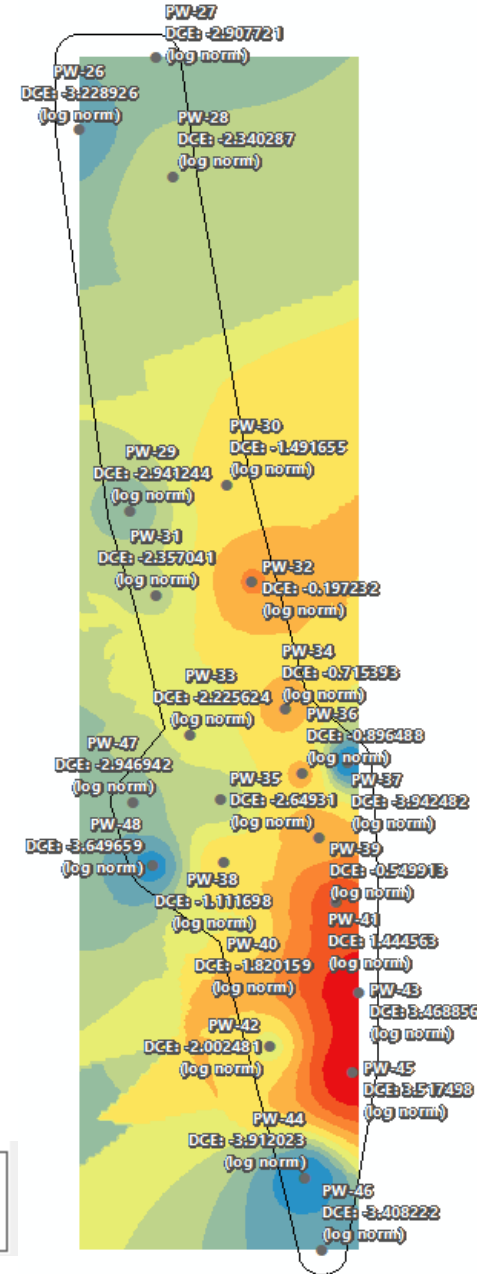 PW-27
DCE: -2.907721
(log norm)
PW-26
DCE: -3.228926
(log norm)
PW-28
DCE: -2.340287
(log norm)
PW-30
DCE: -1.491655
(log norm)
PW-29
DCE: -2.941244
(log norm)
PW-31
DCE: -2.357041
(log norm)
PW-32
DCE: -0.197232
(log norm)
PW-34
DCE: -0.715393
(log norm)
PW-33
DCE: -2.225624
(log norm)
PW-36
DCE: -0.896488
(log norm)
PW-47
DCE: -2.946942
(log norm)
PW-35
DCE: -2.64931
(log norm)
PW-37
DCE: -3.942482
(log norm)
PW-48
DCE: -3.649659
(log norm)
PW-39
DCE: -0.549913
(log norm)
PW-38
DCE: -1.111698
(log norm)
PW-41
DCE: 1.444563
(log norm)
PW-40
DCE: -1.820159
(log norm)
PW-43
DCE: 3.468856
(log norm)
PW-42
DCE: -2.002481
(log norm)
PW-45
DCE: 3.517498
(log norm)
PW-44
DCE: -3.912023
(log norm)
PW-46
DCE: -3.408222
(log norm)